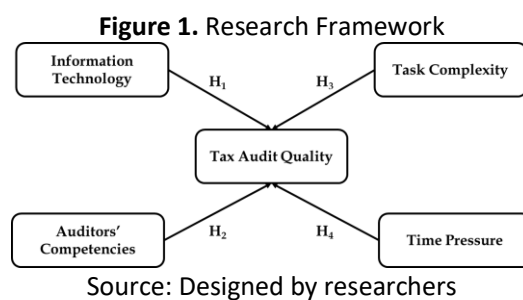 Figure 1. Research Framework
Information
Technology
H₁
H₃
Task Complexity
Tax Audit Quality
Auditors'
Competencies
H₂
H₄
Time Pressure
Source: Designed by researchers